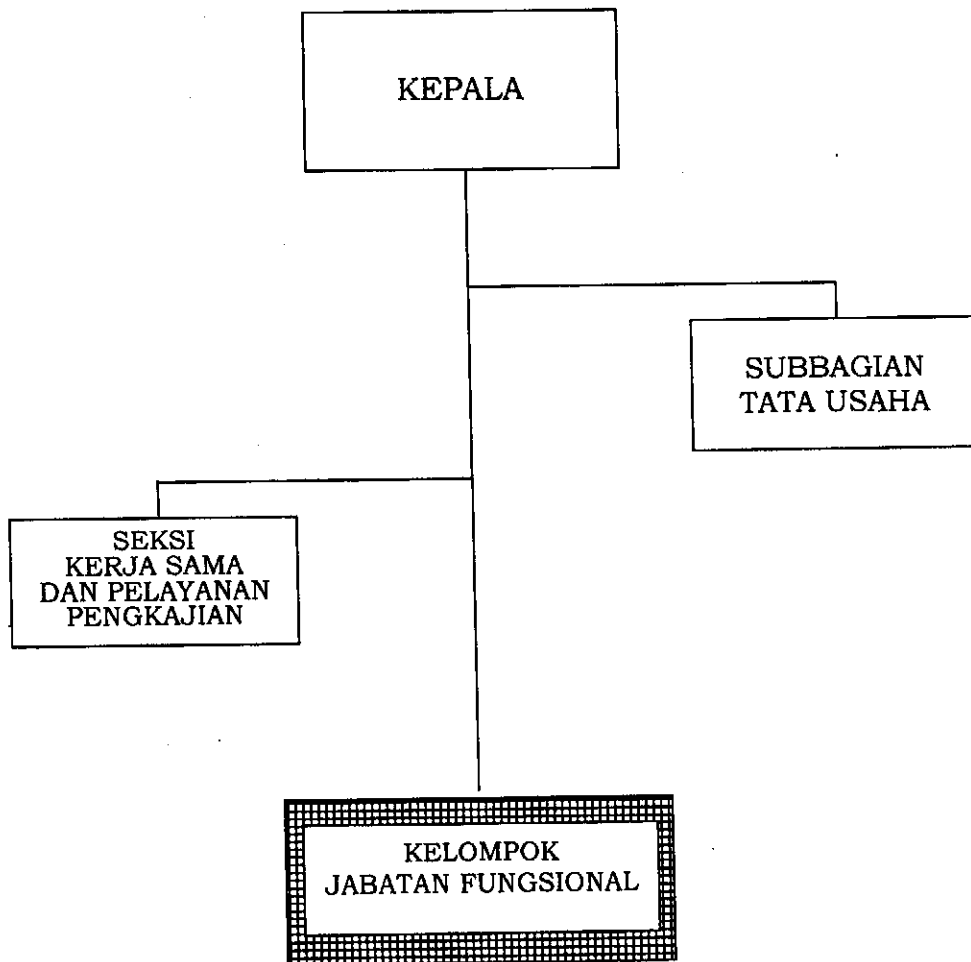 KEPALA
SUBBAGIAN
TATA USAHA
SEKSI
KERJA SAMA
DAN PELAYANAN
PENGKAJIAN
KELOMPOK
JABATAN FUNGSIONAL